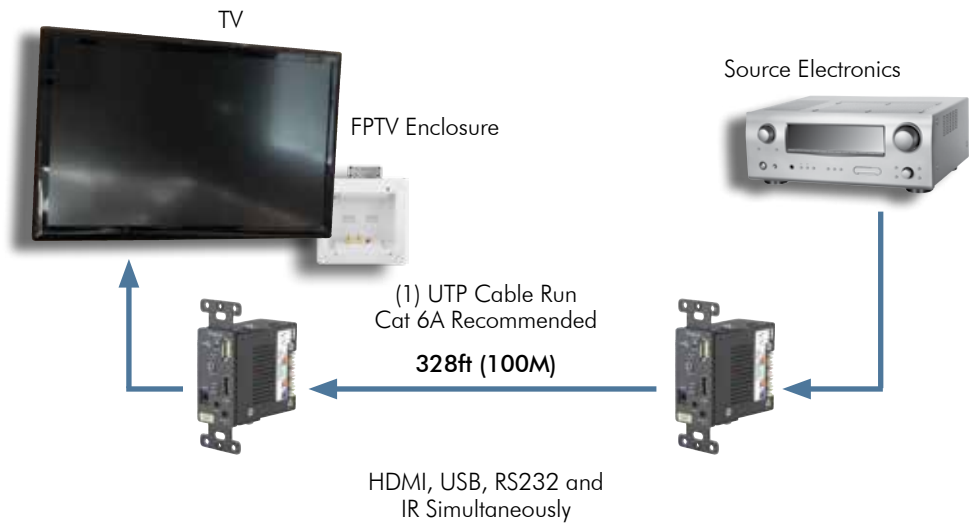 TV
Source Electronics
FPTV Enclosure
(1) UTP Cable Run
Cat 6A Recommended
328ft (100M)
HDMI, USB, RS232 and
IR Simultaneously